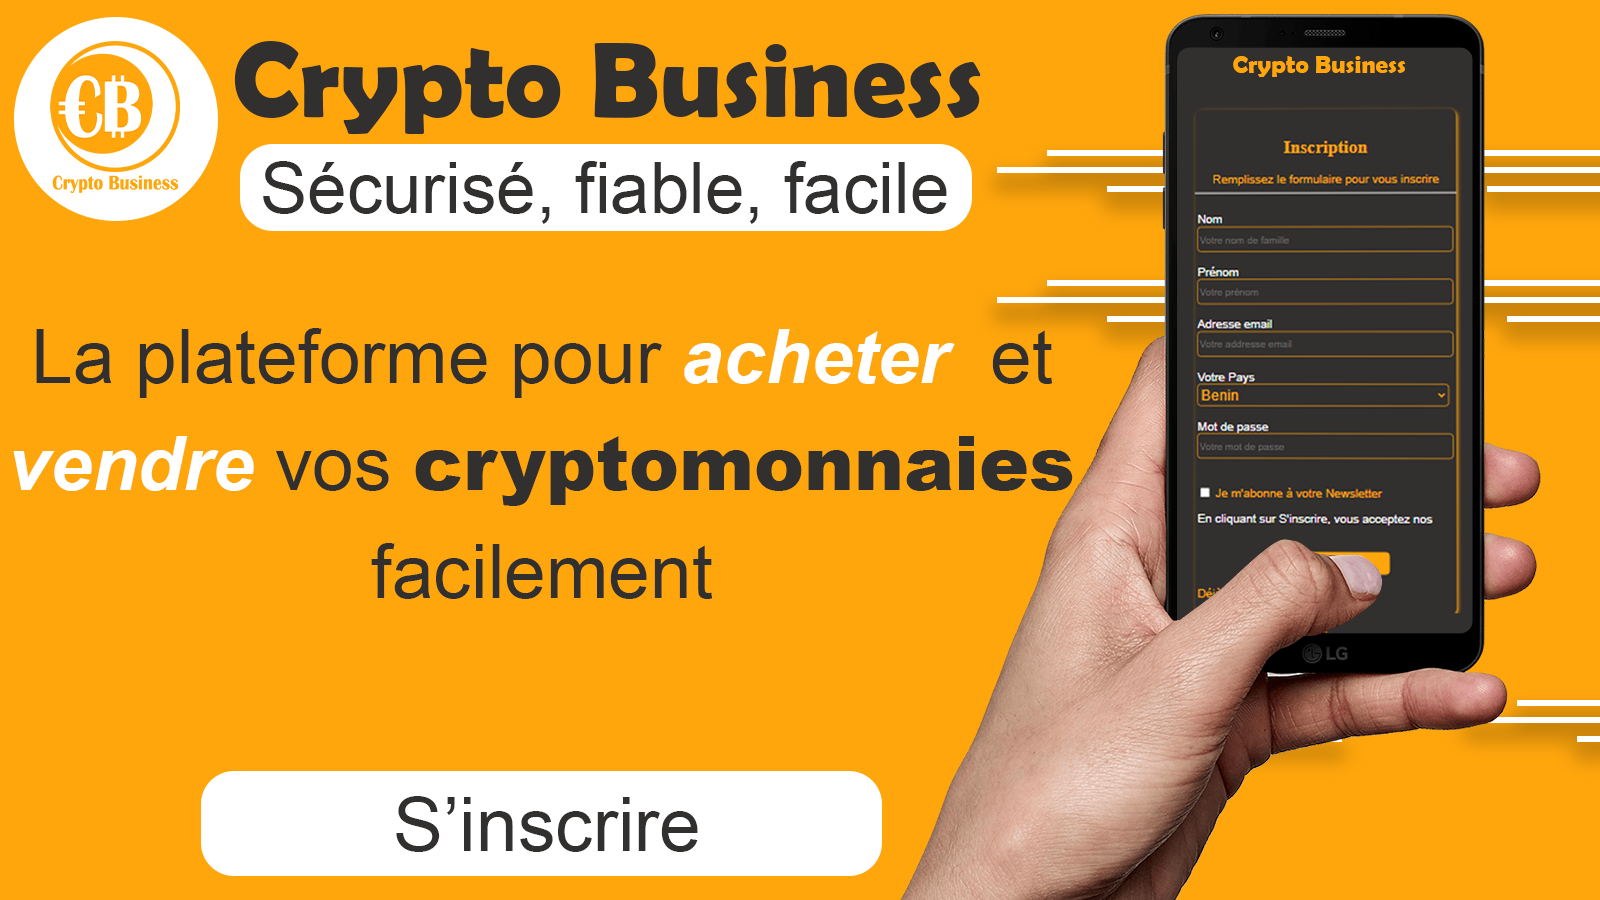 €B
Crypto Business
Crypto Business
Sécurisé, fiable, facile
La plateforme pour acheter et
vendre vos cryptomonnaies
facilement
S’inscrire
Crypto Business
Inscription
Remplissez le formulaire pour vous inscrire
Nom
Votre nom de famille
Prénom
Votre prénom
Adresse email
Votre addresse email
Votre Pays
Benin
Mot de passe
Votre mot de passe
Je m'abonne à votre Newsletter
En cliquant sur S'inscrire, vous acceptez nos
LG